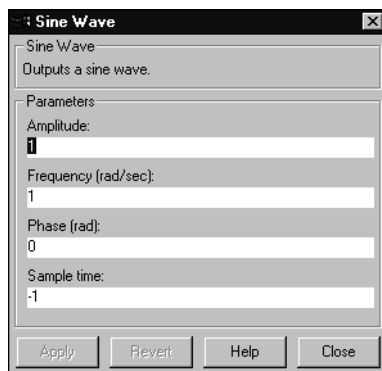 Sine Wave
Sine Wave
Outputs a sine wave.
Parameters
Amplitude:
1
Frequency (rad/sec):
1
Phase (rad):
0
Sample time:
-1
Apply Revert Help Close